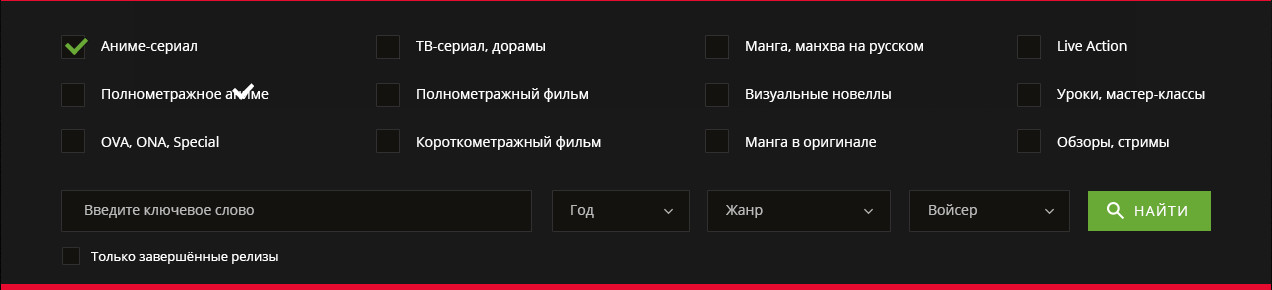 Аниме-сериал
ТВ-сериал, дорамы
Манга, манхва на русском
Live Action
Полнометражное аниме
Полнометражный фильм
Визуальные новеллы
Уроки, мастер-классы
OVA, ONA, Special
Короткометражный фильм
Манга в оригинале
Обзоры, стримы
Введите ключевое слово
Год
Жанр
Войсер
НАЙТИ
Только завершённые релизы